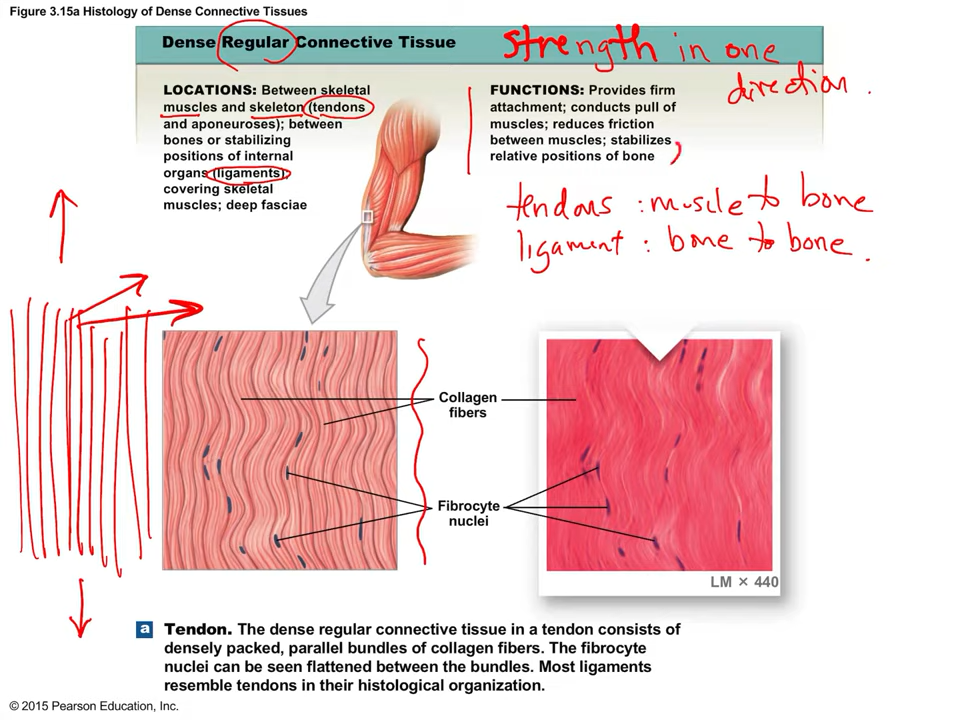 Figure 3.15a Histology of Dense Connective Tissues
Dense Regular Connective Tissue
strength in one
direction.
LOCATIONS: Between skeletal
muscles and skeleton (tendons
and aponeuroses); between
bones or stabilizing
positions of internal
organs (ligaments);
covering skeletal
muscles; deep fasciae
FUNCTIONS: Provides firm
attachment; conducts pull of
muscles; reduces friction
between muscles; stabilizes
relative positions of bone
tendons : muscle to bone
ligament : bone to bone.
Collagen
fibers
Fibrocyte
nuclei
LM × 440
a Tendon. The dense regular connective tissue in a tendon consists of
densely packed, parallel bundles of collagen fibers. The fibrocyte
nuclei can be seen flattened between the bundles. Most ligaments
resemble tendons in their histological organization.
© 2015 Pearson Education, Inc.